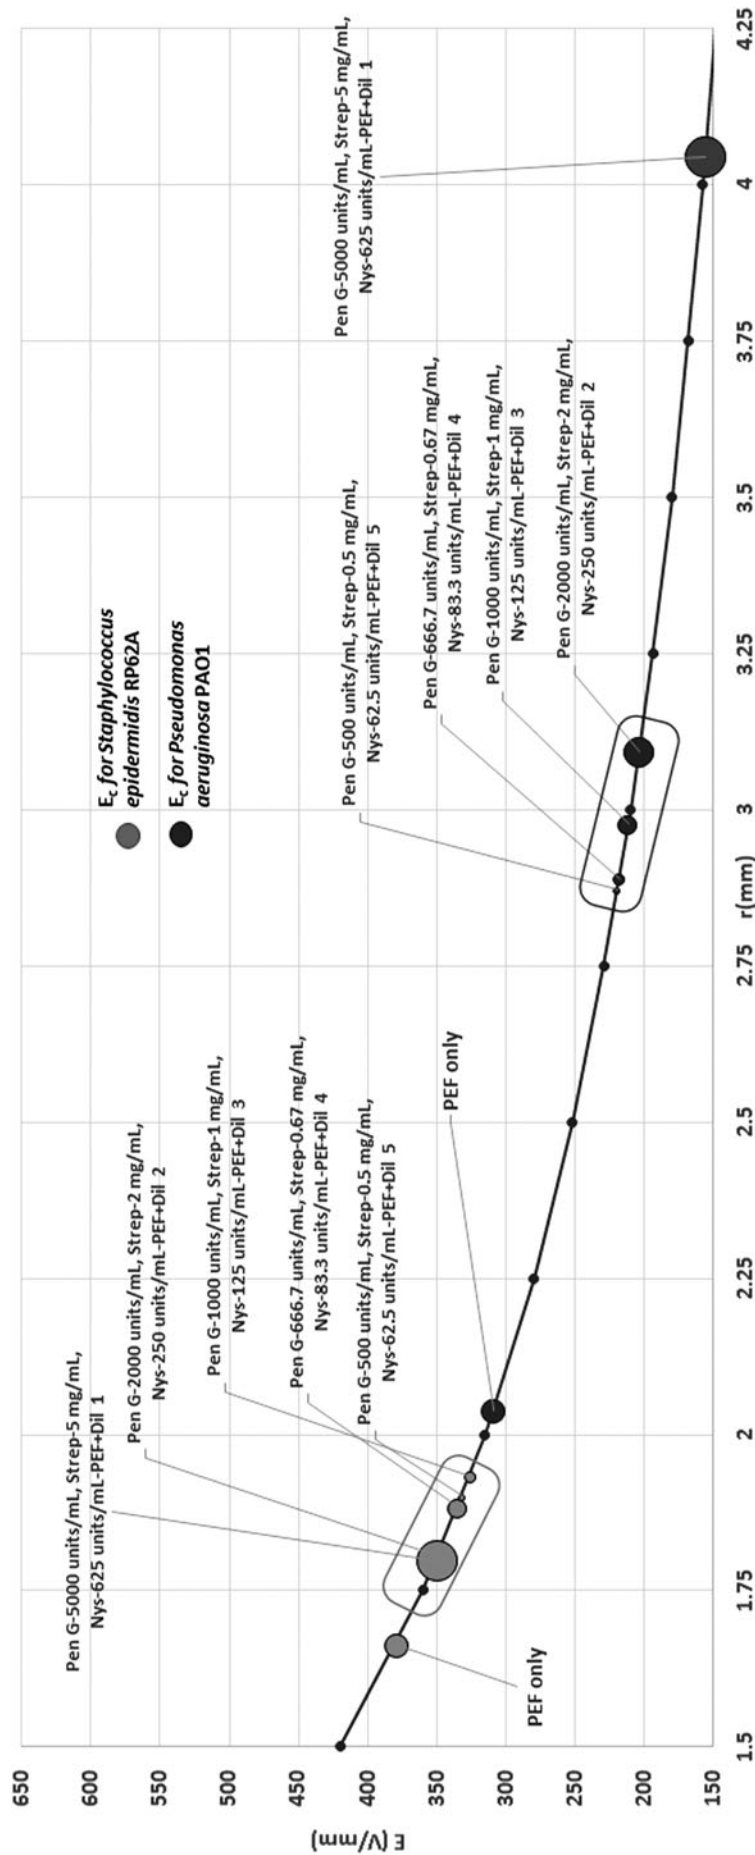 650
600
550
500
450
400
350
300
250
200
150
E (V/mm)
1.5
1.75
2
2.25
2.5
2.75
3
3.25
3.5
3.75
4
4.25
r(mm)
Ec for Staphylococcus
epidermidis RP62A
Ec for Pseudomonas
aeruginosa PAO1
Pen G-5000 units/mL, Strep-5 mg/mL,
Nys-625 units/mL-PEF+Dil 1
Pen G-2000 units/mL, Strep-2 mg/mL,
Nys-250 units/mL-PEF+Dil 2
Pen G-1000 units/mL, Strep-1 mg/mL,
Nys-125 units/mL-PEF+Dil 3
Pen G-666.7 units/mL, Strep-0.67 mg/mL,
Nys-83.3 units/mL-PEF+Dil 4
Pen G-500 units/mL, Strep-0.5 mg/mL,
Nys-62.5 units/mL-PEF+Dil 5
PEF only
PEF only
Pen G-500 units/mL, Strep-0.5 mg/mL,
Nys-62.5 units/mL-PEF+Dil 5
Pen G-666.7 units/mL, Strep-0.67 mg/mL,
Nys-83.3 units/mL-PEF+Dil 4
Pen G-1000 units/mL, Strep-1 mg/mL,
Nys-125 units/mL-PEF+Dil 3
Pen G-2000 units/mL, Strep-2 mg/mL,
Nys-250 units/mL-PEF+Dil 2
Pen G-5000 units/mL, Strep-5 mg/mL,
Nys-625 units/mL-PEF+Dil 1